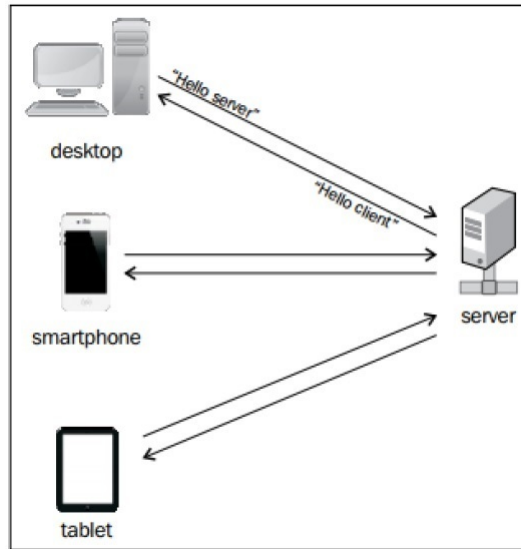 "Hello server"
desktop
"Hello client"
smartphone
server
tablet